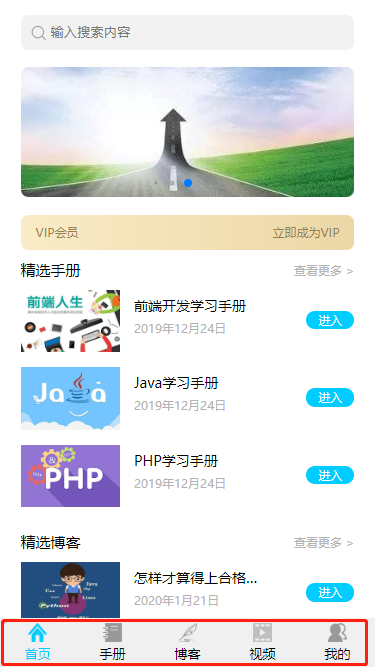 输入搜索内容
VIP会员
立即成为VIP
精选手册
查看更多 >
前端人生
前端开发学习手册
2019年12月24日
进入
Java
Java学习手册
2019年12月24日
进入
PHP
PHP学习手册
2019年12月24日
进入
精选博客
查看更多 >
Java
Python
怎样才算得上合格...
2020年1月21日
进入
首页
手册
博客
视频
我的